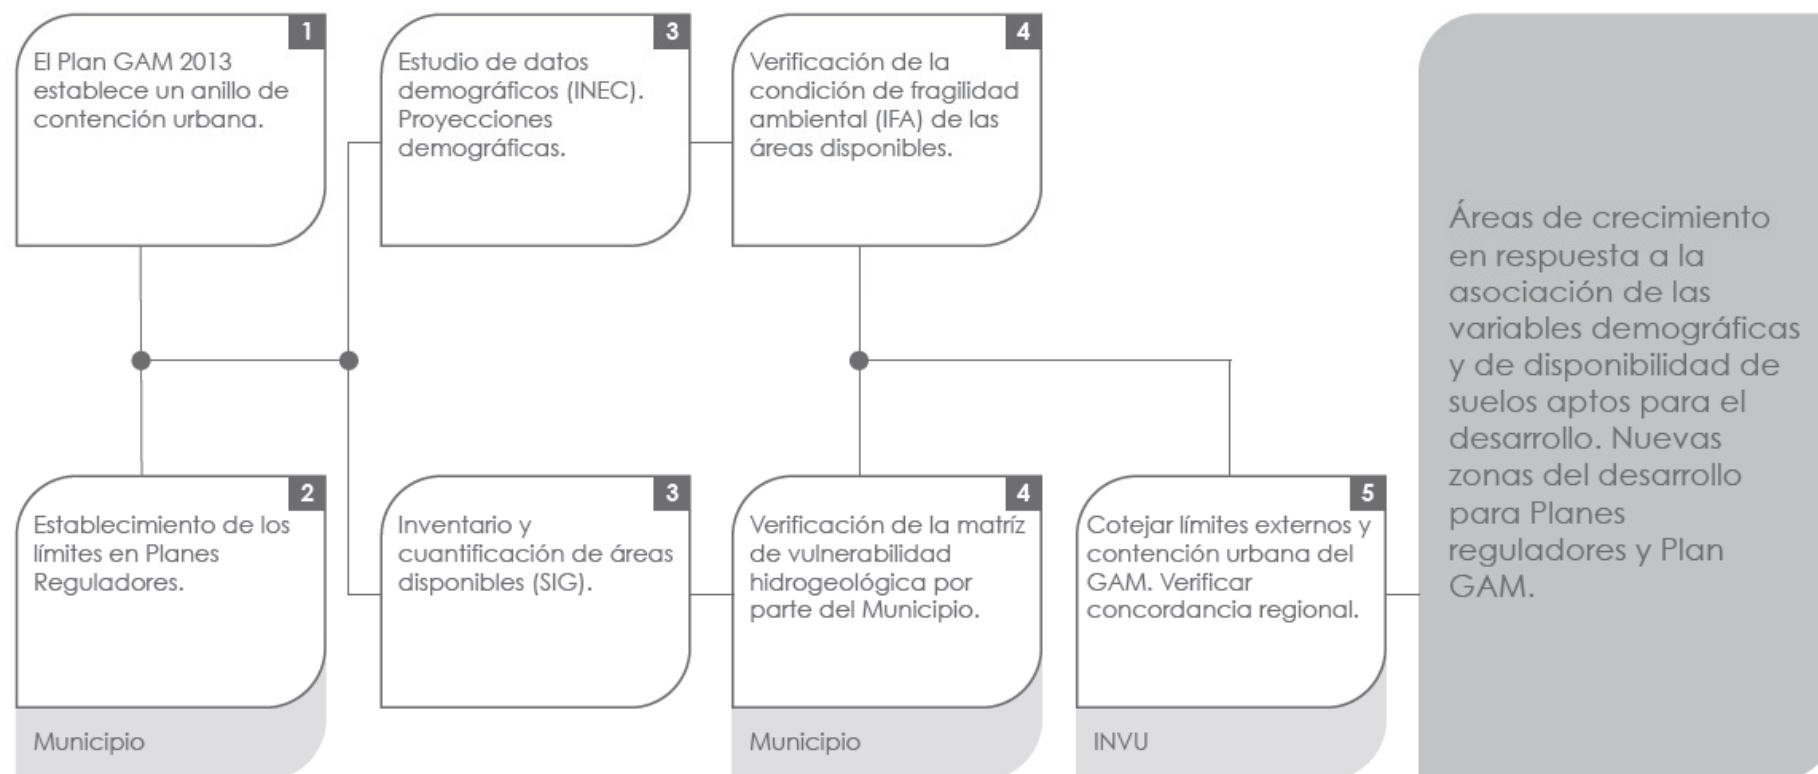 1
El Plan GAM 2013
establece un anillo de
contención urbana.
2
Establecimiento de los
límites en Planes
Reguladores.
Municipio
3
Estudio de datos
demográficos (INEC).
Proyecciones
demográficas.
3
Inventario y
cuantificación de áreas
disponibles (SIG).
4
Verificación de la
condición de fragilidad
ambiental (IFA) de las
áreas disponibles.
4
Verificación de la matríz
de vulnerabilidad
hidrogeológica por
parte del Municipio.
Municipio
5
Cotejar límites externos y
contención urbana del
GAM. Verificar
concordancia regional.
INVU
Áreas de crecimiento
en respuesta a la
asociación de las
variables demográficas
y de disponibilidad de
suelos aptos para el
desarrollo. Nuevas
zonas del desarrollo
para Planes
reguladores y Plan
GAM.